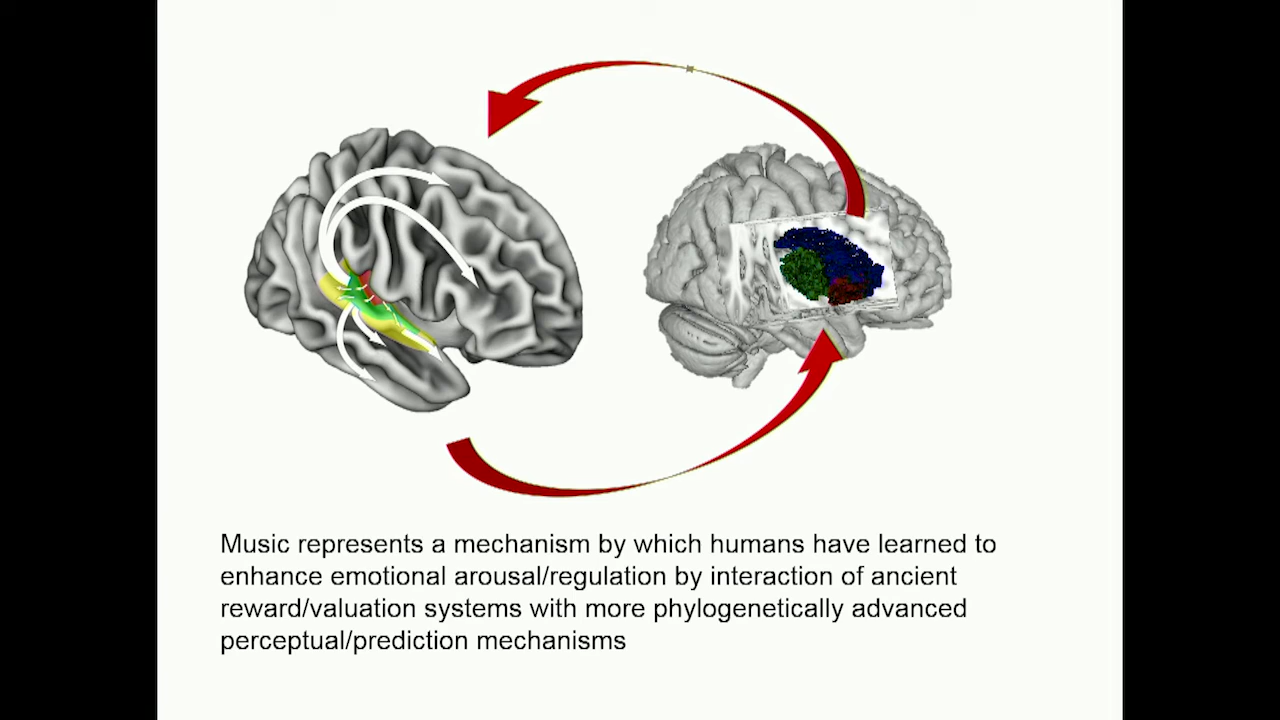 Music represents a mechanism by which humans have learned to
enhance emotional arousal/regulation by interaction of ancient
reward/valuation systems with more phylogenetically advanced
perceptual/prediction mechanisms